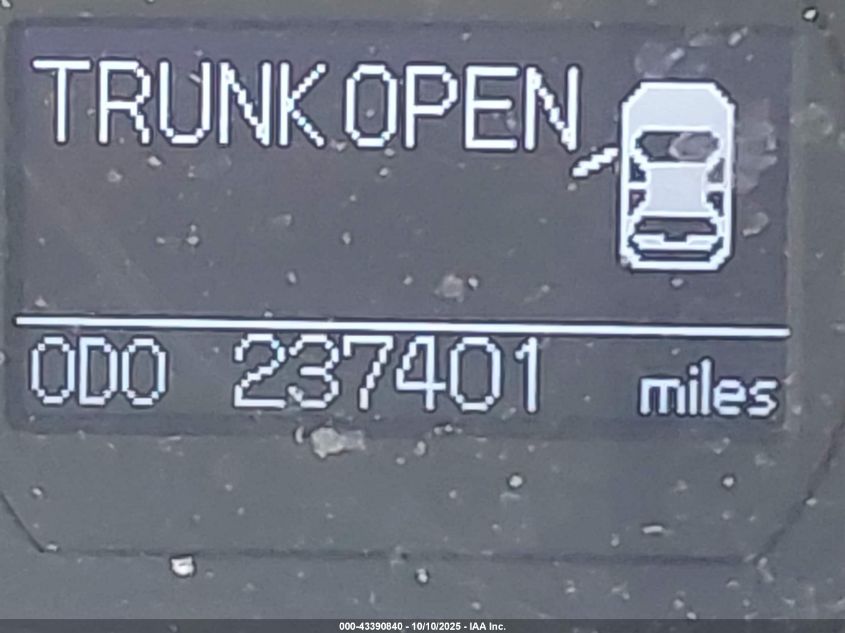 TRUNK OPEN
ODO 237401 miles
000-43390840 - 10/10/2025 - IAA Inc.